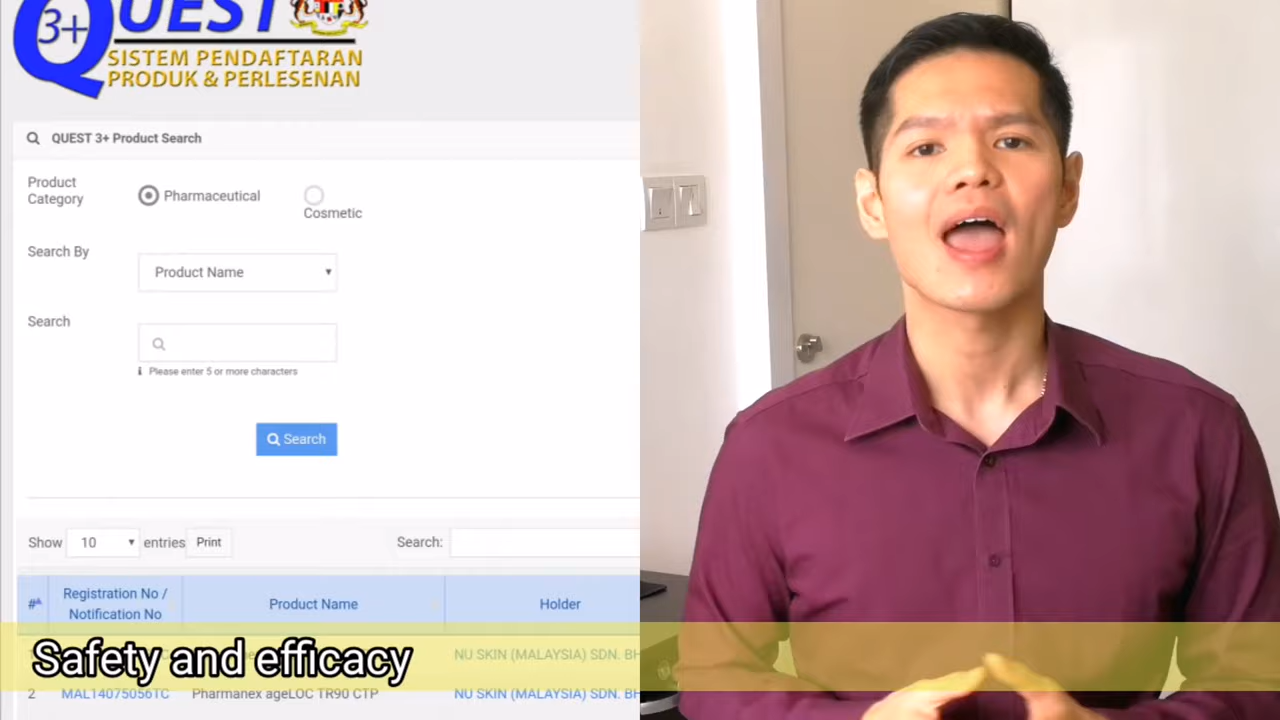 3+
QUEST
SISTEM PENDAFTARAN
PRODUK & PERLESENAN
QUEST 3+ Product Search
Product
Category
Pharmaceutical
Cosmetic
Search By
Product Name
Search
Please enter 5 or more characters
Search
Show 10 entries Print
Search:
#
Registration No /
Notification No
Product Name
Holder
NU SKIN (MALAYSIA) SDN. BH
Safety and efficacy
2 MAL14075056TC Pharmanex ageLOC TR90 CTP NU SKIN (MALAYSIA) SDN. BH